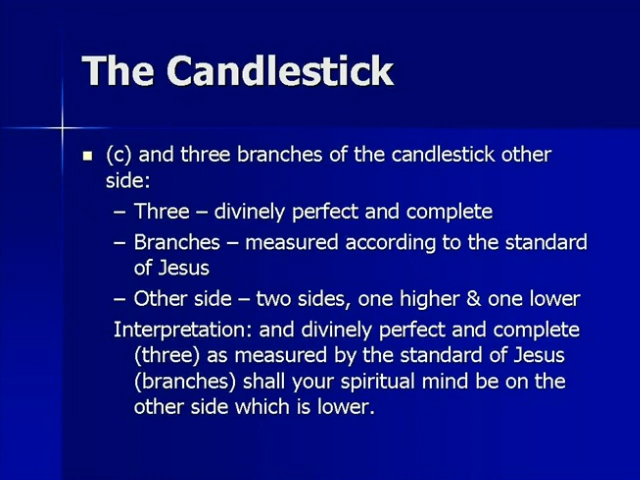 The Candlestick
(c) and three branches of the candlestick other
side:
– Three – divinely perfect and complete
– Branches – measured according to the standard
of Jesus
– Other side – two sides, one higher & one lower
Interpretation: and divinely perfect and complete
(three) as measured by the standard of Jesus
(branches) shall your spiritual mind be on the
other side which is lower.